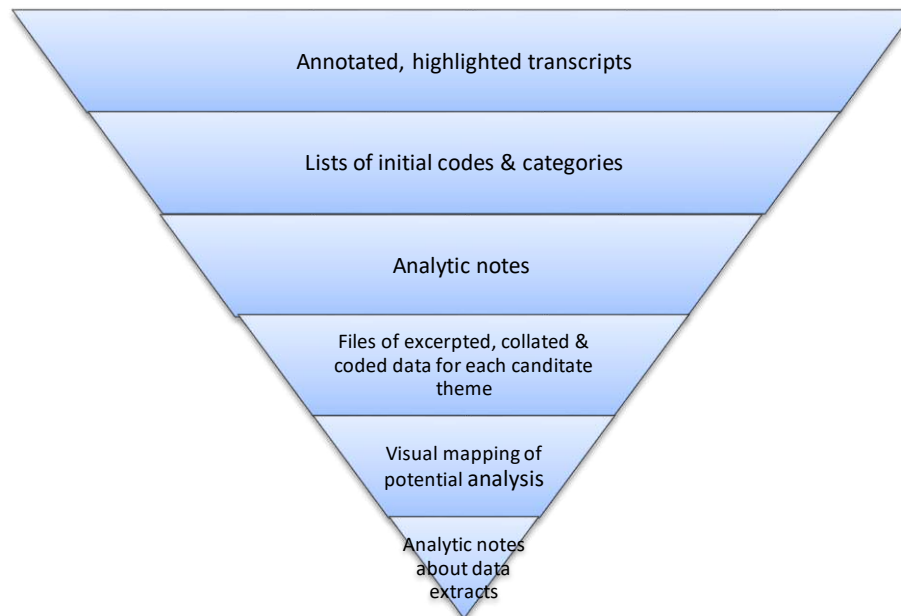 Annotated, highlighted transcripts
Lists of initial codes & categories
Analytic notes
Files of excerpted, collated &
coded data for each canditate
theme
Visual mapping of
potential analysis
Analytic notes
about data
extracts